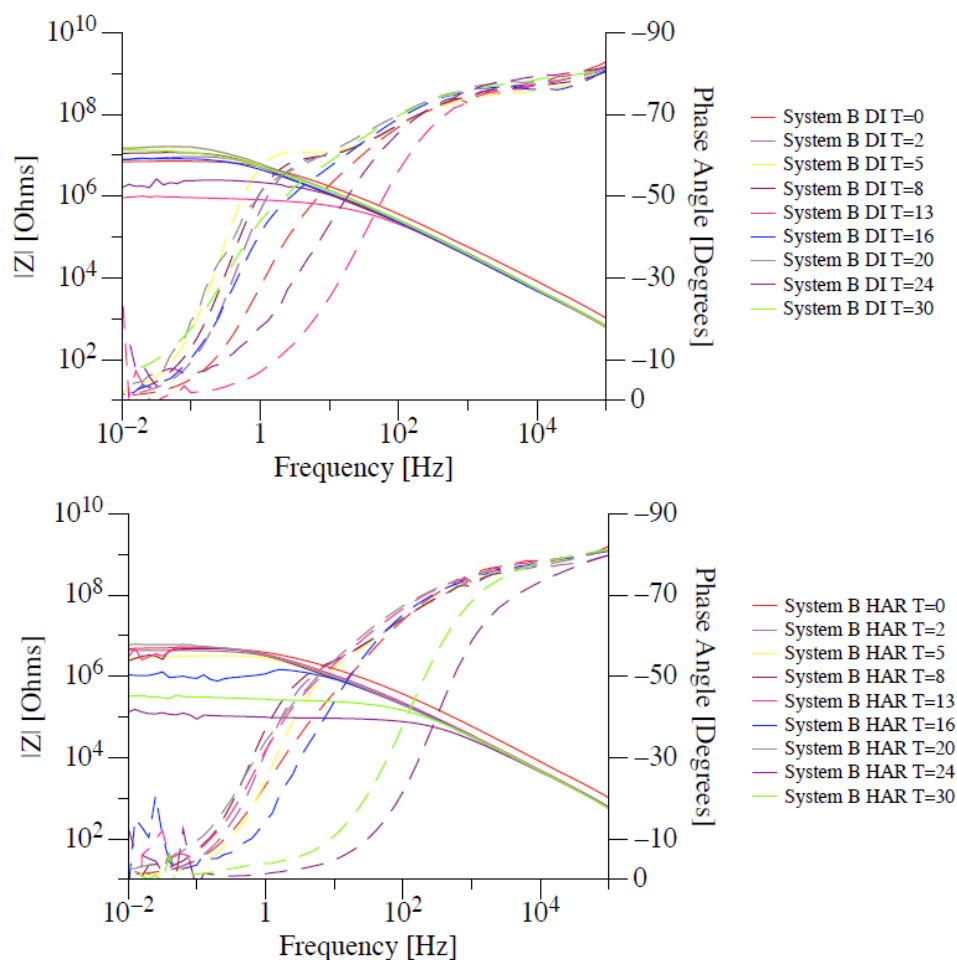 10^10
10^8
10^6
10^4
10^2
|Z| [Ohms]
−90
−70
−50
−30
−10
0
Phase Angle [Degrees]
10^−2
1
10^2
10^4
Frequency [Hz]
System B DI T=0
System B DI T=2
System B DI T=5
System B DI T=8
System B DI T=13
System B DI T=16
System B DI T=20
System B DI T=24
System B DI T=30
10^10
10^8
10^6
10^4
10^2
|Z| [Ohms]
−90
−70
−50
−30
−10
0
Phase Angle [Degrees]
10^−2
1
10^2
10^4
Frequency [Hz]
System B HAR T=0
System B HAR T=2
System B HAR T=5
System B HAR T=8
System B HAR T=13
System B HAR T=16
System B HAR T=20
System B HAR T=24
System B HAR T=30